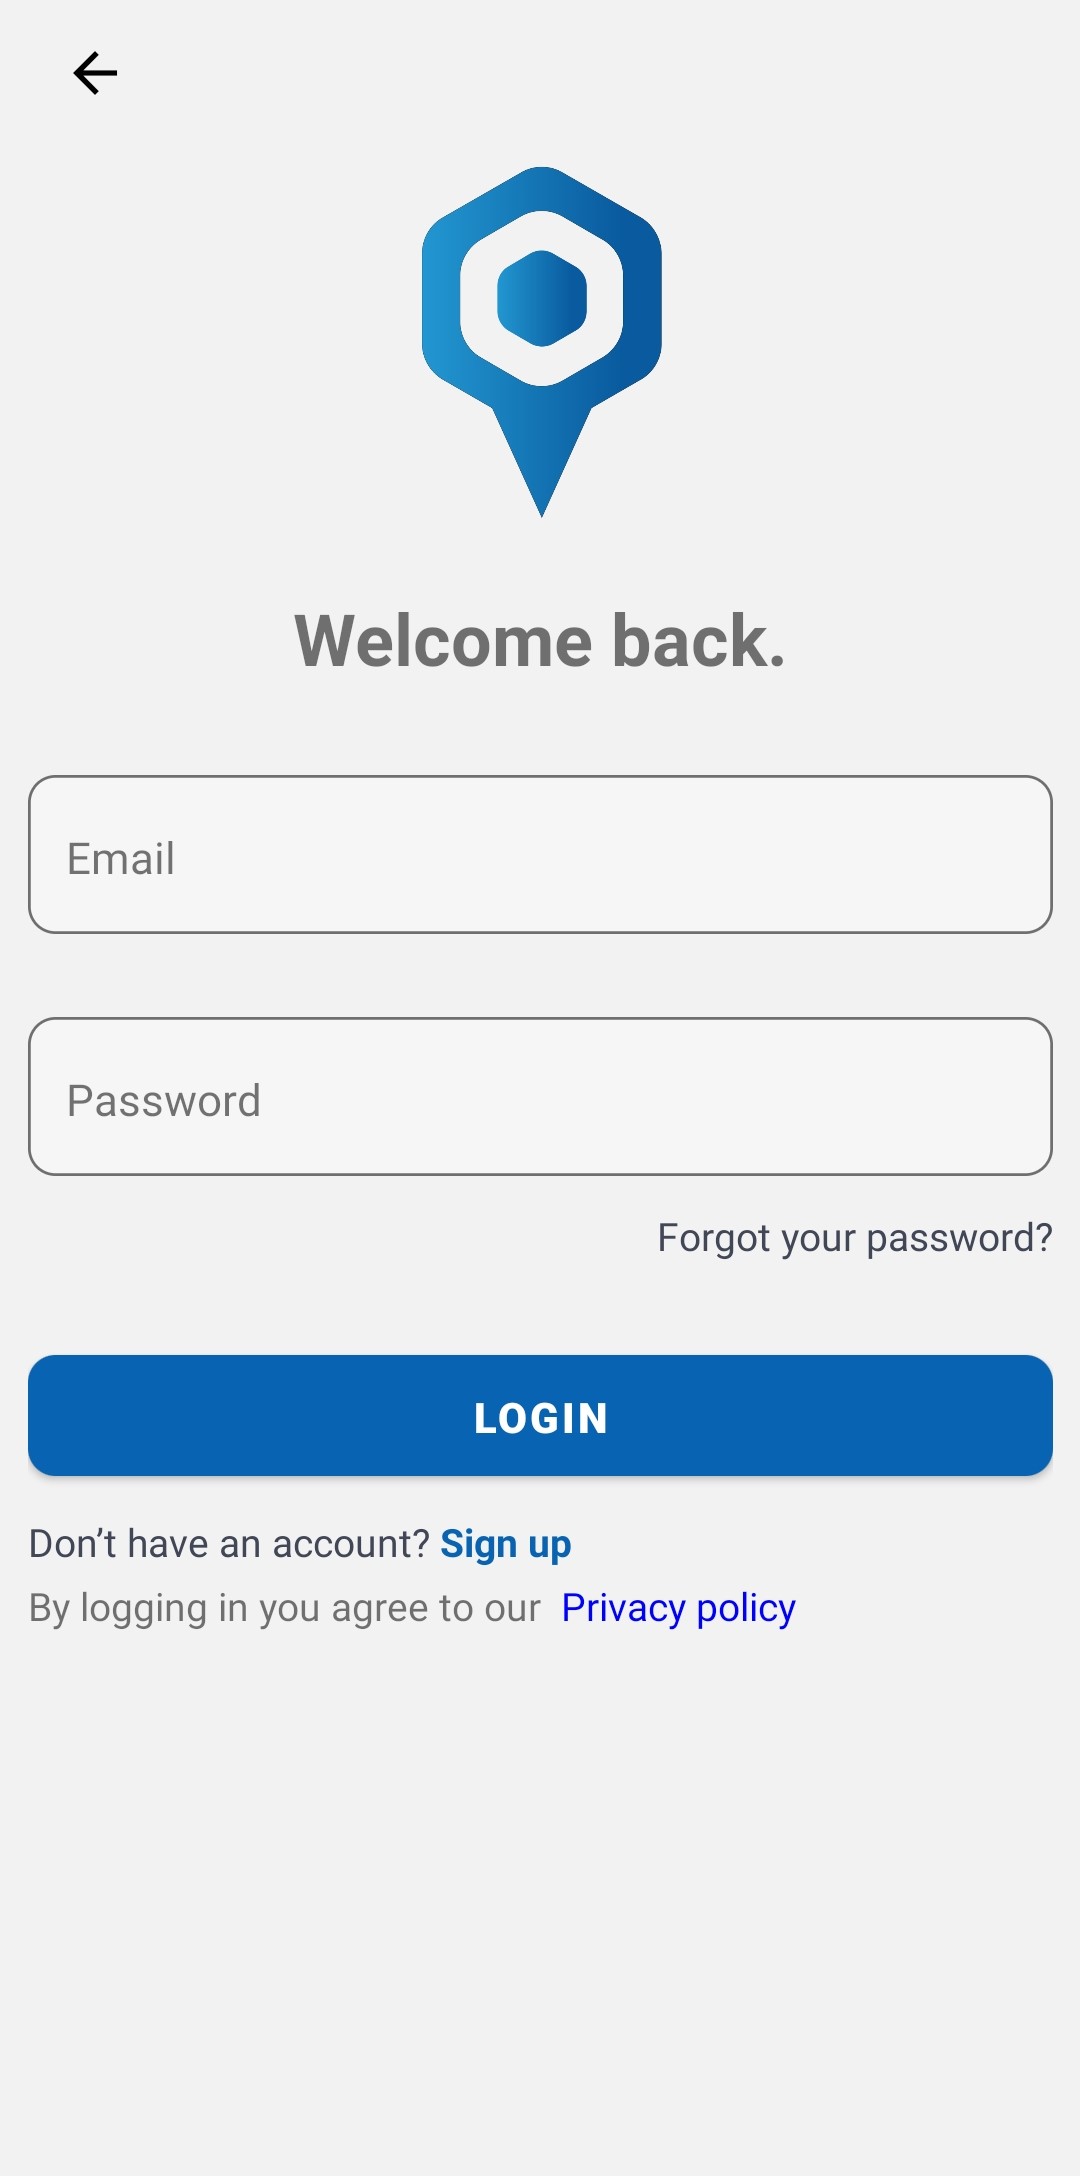 Welcome back.
Email
Password
Forgot your password?
LOGIN
Don’t have an account? Sign up
By logging in you agree to our Privacy policy